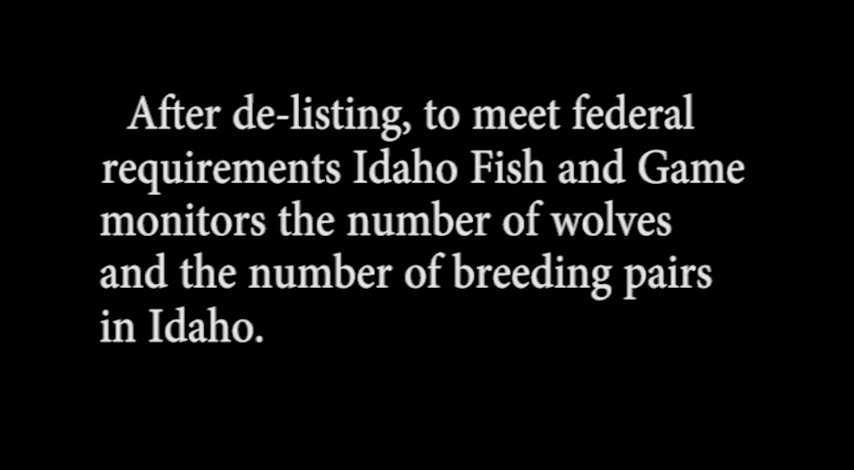 After de-listing, to meet federal
requirements Idaho Fish and Game
monitors the number of wolves
and the number of breeding pairs
in Idaho.